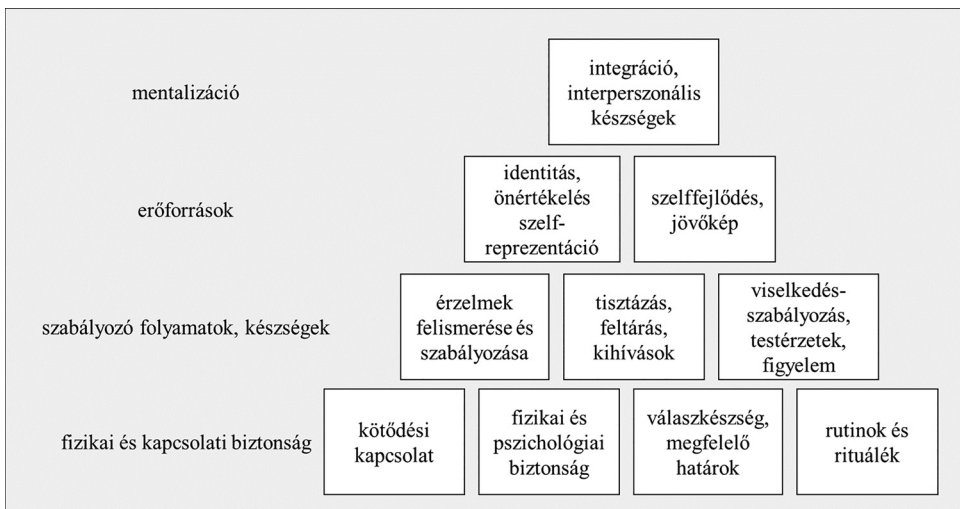 mentalizáció
integráció,
interperszonális
készségek
erőforrások
identitás,
önértékelés
szelf-
reprezentáció
szelffejlődés,
jövőkép
szabályozó folyamatok, készségek
érzelmek
felismerése és
szabályozása
tisztázás,
feltárás,
kihívások
viselkedés-
szabályozás,
testérzetek,
figyelem
fizikai és kapcsolati biztonság
kötődési
kapcsolat
fizikai és
pszichológiai
biztonság
válaszkészség,
megfelelő
határok
rutinok és
rituálék